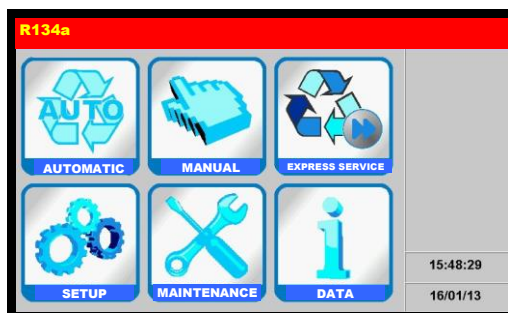 R134a
AUTO
AUTOMATIC
MANUAL
EXPRESS SERVICE
SETUP
MAINTENANCE
DATA
15:48:29
16/01/13